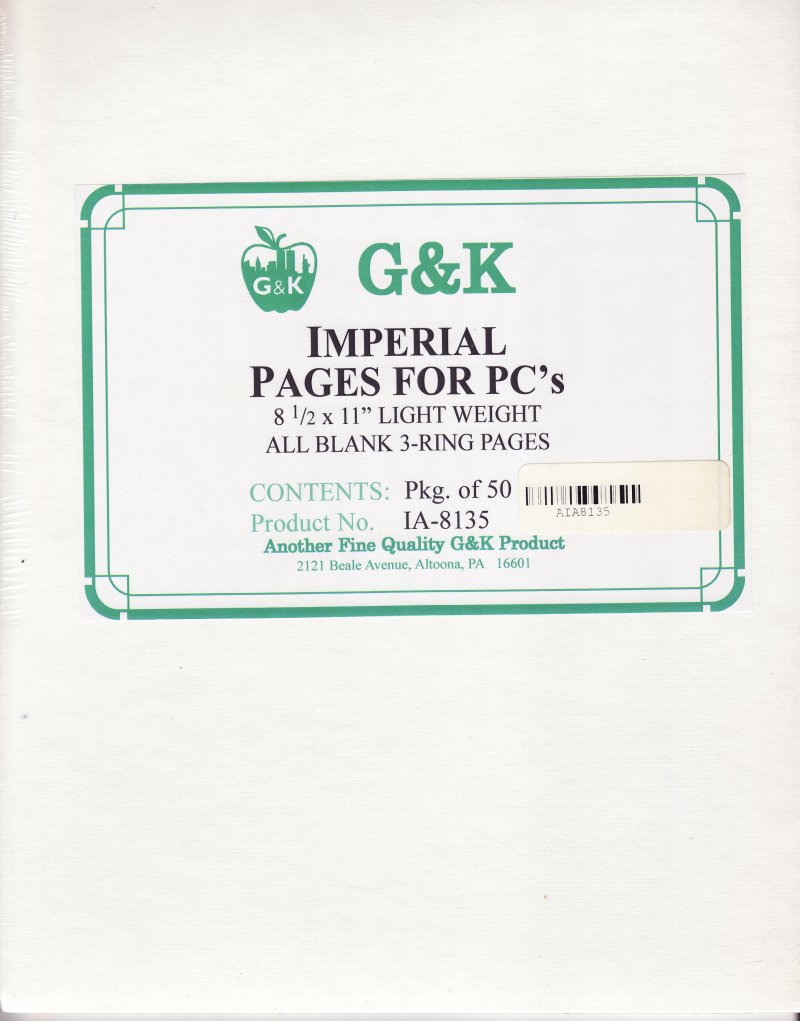 G&K
G&K
IMPERIAL
PAGES FOR PC's
8 1/2 x 11” LIGHT WEIGHT
ALL BLANK 3-RING PAGES
CONTENTS: Pkg. of 50
Product No. IA-8135
AIA8135
Another Fine Quality G&K Product
2121 Beale Avenue, Altoona, PA 16601